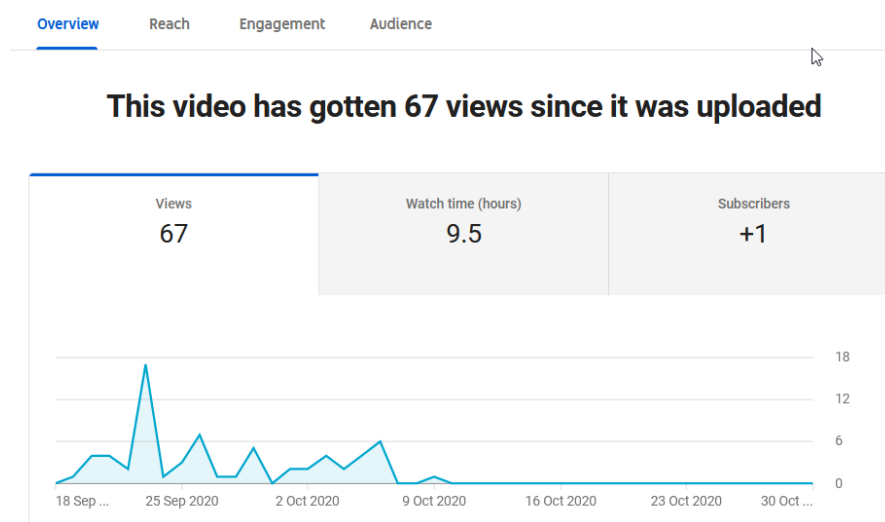 Overview Reach Engagement Audience
This video has gotten 67 views since it was uploaded
Views Watch time (hours) Subscribers
67 9.5 +1
18
12
6
0
18 Sep ... 25 Sep 2020 2 Oct 2020 9 Oct 2020 16 Oct 2020 23 Oct 2020 30 Oct ...